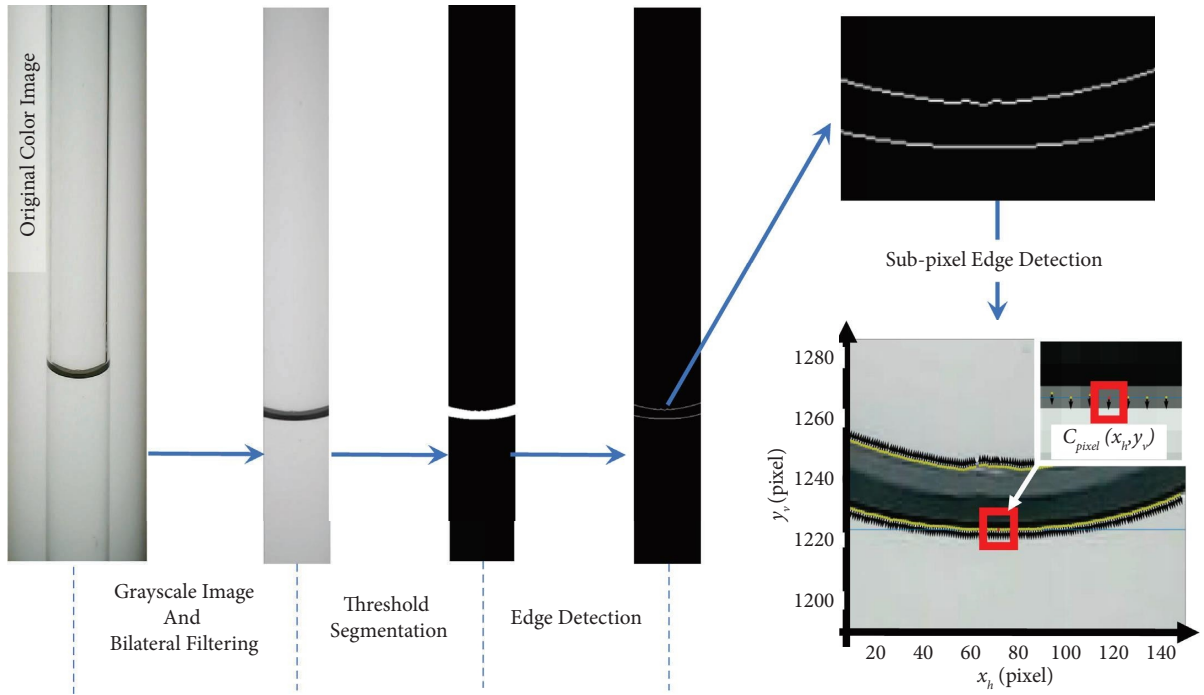 Original Color Image
Grayscale Image
And
Bilateral Filtering
Threshold
Segmentation
Edge Detection
Sub-pixel Edge Detection
C_pixel (x_h,y_v)
y_v (pixel)
1280
1260
1240
1220
1200
20 40 60 80 100 120 140
x_h (pixel)